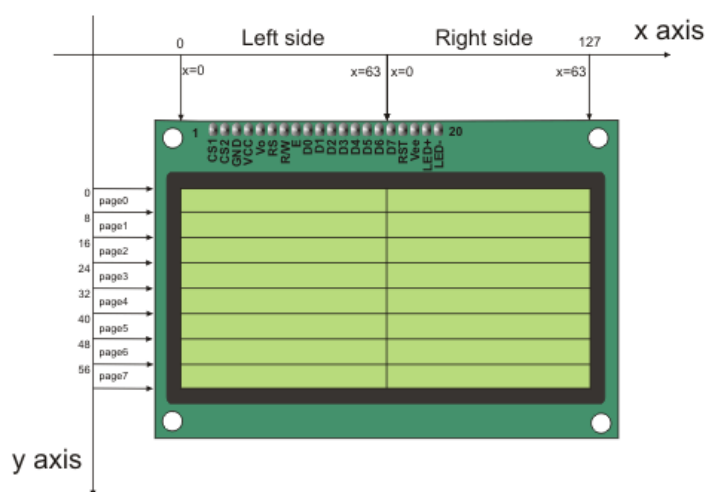 0 Left side Right side 127 x axis
x=0 x=63 x=0 x=63
1 CS1 CS2 GND VCC Vo RS R/W E D0 D1 D2 D3 D4 D5 D6 D7 RST Vee LED+ LED- 20
0
page0
8
page1
16
page2
24
page3
32
page4
40
page5
48
page6
56
page7
y axis